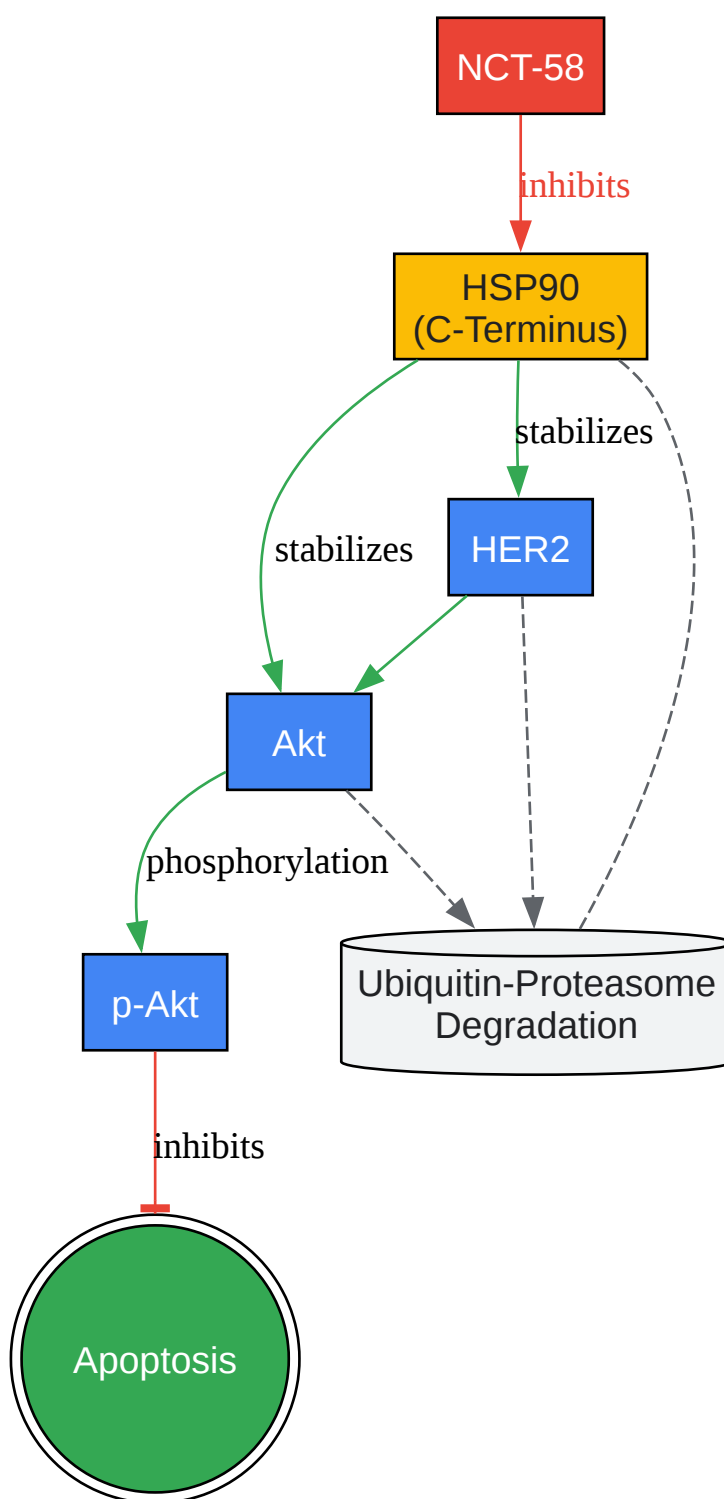 NCT-58
inhibits
HSP90
(C-Terminus)
stabilizes
stabilizes
HER2
Akt
phosphorylation
p-Akt
Ubiquitin-Proteasome
Degradation
inhibits
Apoptosis